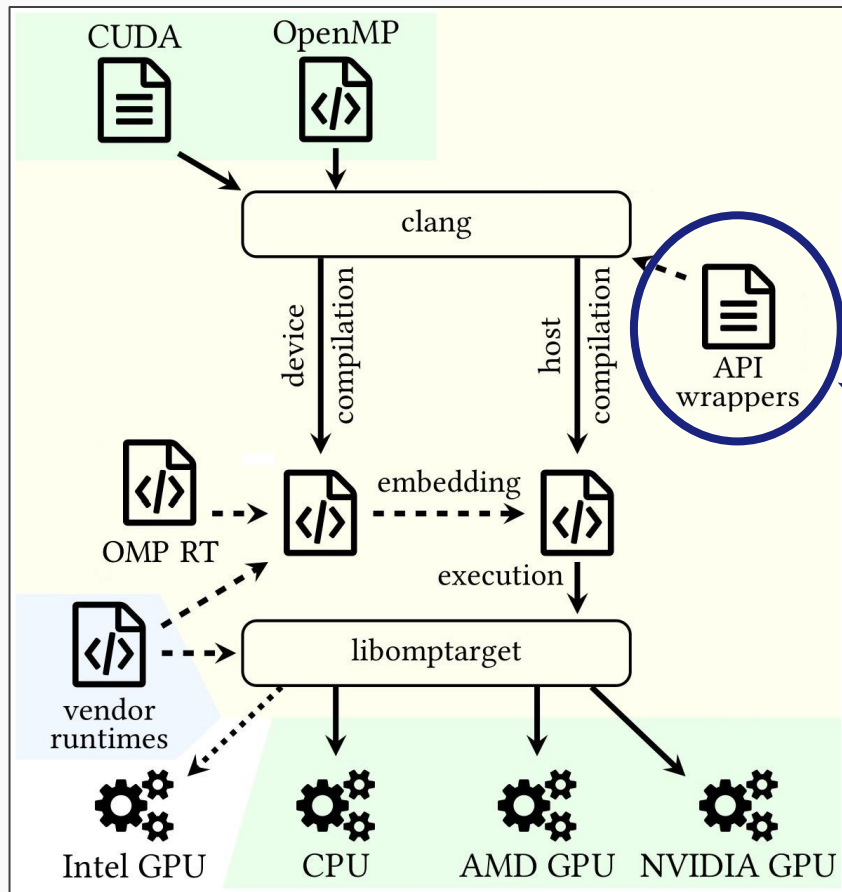 CUDA
OpenMP
</>
clang
device
compilation
host
compilation
API
wrappers
</>
OMP RT
</>
embedding
</>
execution
</>
vendor
runtimes
libomptarget
Intel GPU
CPU
AMD GPU
NVIDIA GPU